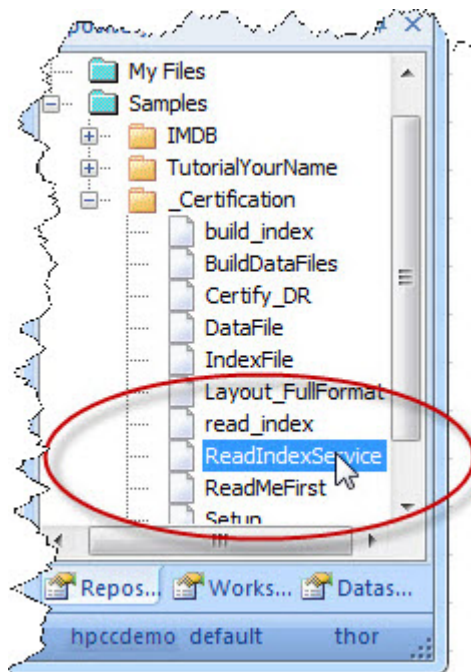 My Files
Samples
IMDB
TutorialYourName
_Certification
build_index
BuildDataFiles
Certify_DR
DataFile
IndexFile
Layout_FullFormat
read_index
ReadIndexService
ReadMeFirst
Setup
Repos... Works... Datas...
hpccdemo default thor